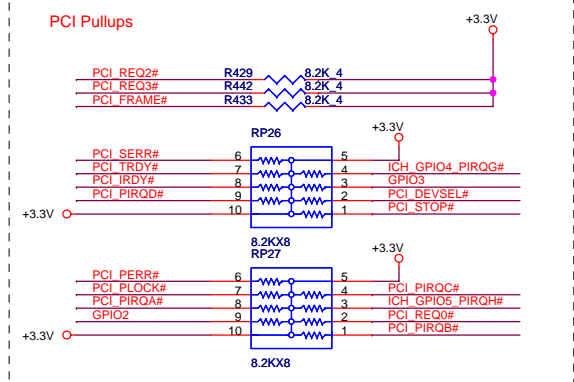 PCI Pullups
+3.3V
PCI_REQ2# R429 8.2K_4
PCI_REQ3# R442 8.2K_4
PCI_FRAME# R433 8.2K_4
RP26
+3.3V
PCI_SERR# 6 5
PCI_TRDY# 7 4 ICH_GPIO4_PIRQG#
PCI_IRDY# 8 3 GPIO3
PCI_PIRQD# 9 2 PCI_DEVSEL#
+3.3V 10 1 PCI_STOP#
8.2KX8
RP27
+3.3V
PCI_PERR# 6 5
PCI_PLOCK# 7 4 PCI_PIRQC#
PCI_PIRQA# 8 3 ICH_GPIO5_PIRQH#
GPIO2 9 2 PCI_REQ0#
+3.3V 10 1 PCI_PIRQB#
8.2KX8